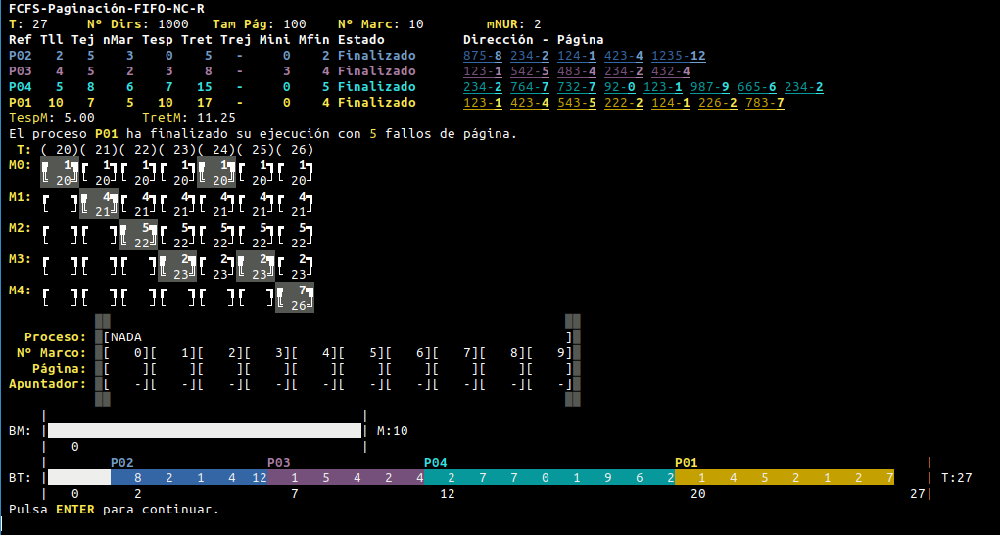 FCFS-Paginación-FIFO-NC-R
T: 27 Nº Dirs: 1000 Tam Pág: 100 Nº Marc: 10 mNUR: 2
Ref Tll Tej nMar Tesp Tret Trej Mini Mfin Estado Dirección - Página
P02 2 5 3 0 5 - 0 2 Finalizado 875-8 234-2 124-1 423-4 1235-12
P03 4 5 2 3 8 - 3 4 Finalizado 123-1 542-5 483-4 234-2 432-4
P04 5 8 6 7 15 - 0 5 Finalizado 234-2 764-7 732-7 92-0 123-1 987-9 665-6 234-2
P01 10 7 5 10 17 - 0 4 Finalizado 123-1 423-4 543-5 222-2 124-1 226-2 783-7
TespM: 5.00 TretM: 11.25
El proceso P01 ha finalizado su ejecución con 5 fallos de página.
T: ( 20)( 21)( 22)( 23)( 24)( 25)( 26)
M0: 1 1 1 1 1 1 1
20 20 20 20 20 20 20
M1: 4 4 4 4 4 4
21 21 21 21 21 21
M2: 5 5 5 5 5
22 22 22 22 22
M3: 2 2 2 2
23 23 23 23
M4: 7
26
Proceso: [NADA ]
Nº Marco: [ 0][ 1][ 2][ 3][ 4][ 5][ 6][ 7][ 8][ 9]
Página: [ ][ ][ ][ ][ ][ ][ ][ ][ ][ ]
Apuntador: [ -][ -][ -][ -][ -][ -][ -][ -][ -][ -]
BM: | | M:10
0
P02 P03 P04 P01
BT: | 8 2 1 4 12 1 5 4 2 4 2 7 7 0 1 9 6 2 1 4 5 2 1 2 7 | T:27
0 2 7 12 20 27
Pulsa ENTER para continuar.